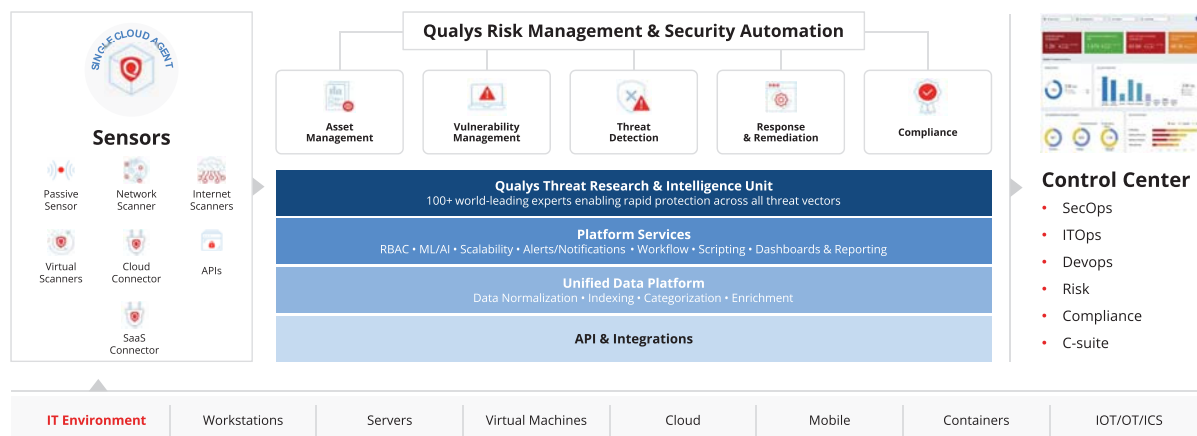 SINGLE CLOUD AGENT
Sensors
Passive
Sensor
Network
Scanner
Internet
Scanners
Virtual
Scanners
Cloud
Connector
APIs
SaaS
Connector
Qualys Risk Management & Security Automation
Asset
Management
Vulnerability
Management
Threat
Detection
Response
& Remediation
Compliance
Qualys Threat Research & Intelligence Unit
100+ world-leading experts enabling rapid protection across all threat vectors
Platform Services
RBAC • ML/AI • Scalability • Alerts/Notifications • Workflow • Scripting • Dashboards & Reporting
Unified Data Platform
Data Normalization • Indexing • Categorization • Enrichment
API & Integrations
Control Center
• SecOps
• ITOps
• Devops
• Risk
• Compliance
• C-suite
IT Environment
Workstations
Servers
Virtual Machines
Cloud
Mobile
Containers
IOT/OT/ICS